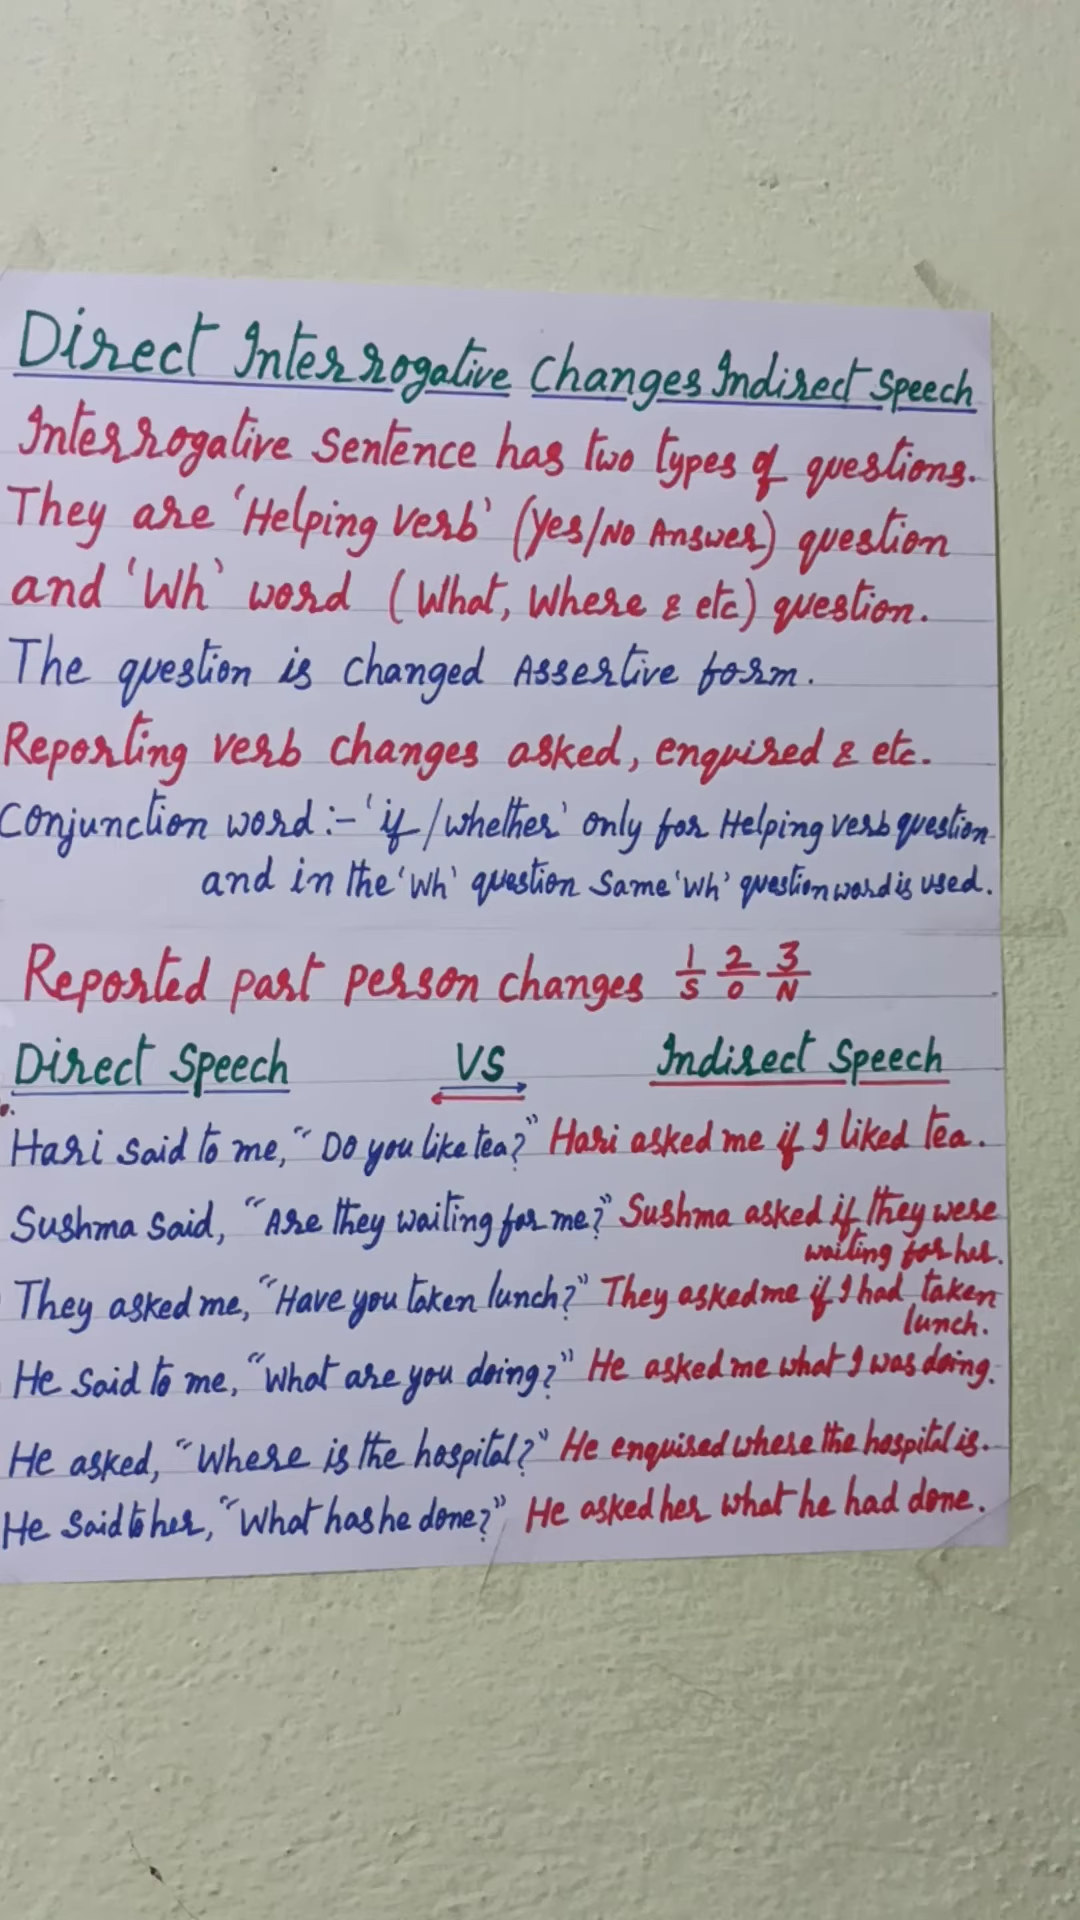 Direct Interrogative Changes Indirect Speech
Interrogative Sentence has two types of questions.
They are 'Helping verb' (Yes/No Answer) question
and 'Wh' word (What, Where & etc) question.
The question is changed Assertive form.
Reporting verb changes asked, enquired & etc.
Conjunction word :- 'if/whether' only for Helping verb question
and in the 'Wh' question Same 'Wh' question word is used.
Reported part person changes 1/S 2/O 3/N
Direct Speech VS Indirect Speech
Hari said to me, "Do you like tea?" Hari asked me if I liked tea.
Sushma said, "Are they waiting for me?" Sushma asked if they were
waiting for her.
They asked me, "Have you taken lunch?" They asked me if I had taken
lunch.
He said to me, "What are you doing?" He asked me what I was doing.
He asked, "Where is the hospital?" He enquired where the hospital is.
He said to her, "What has he done?" He asked her what he had done.